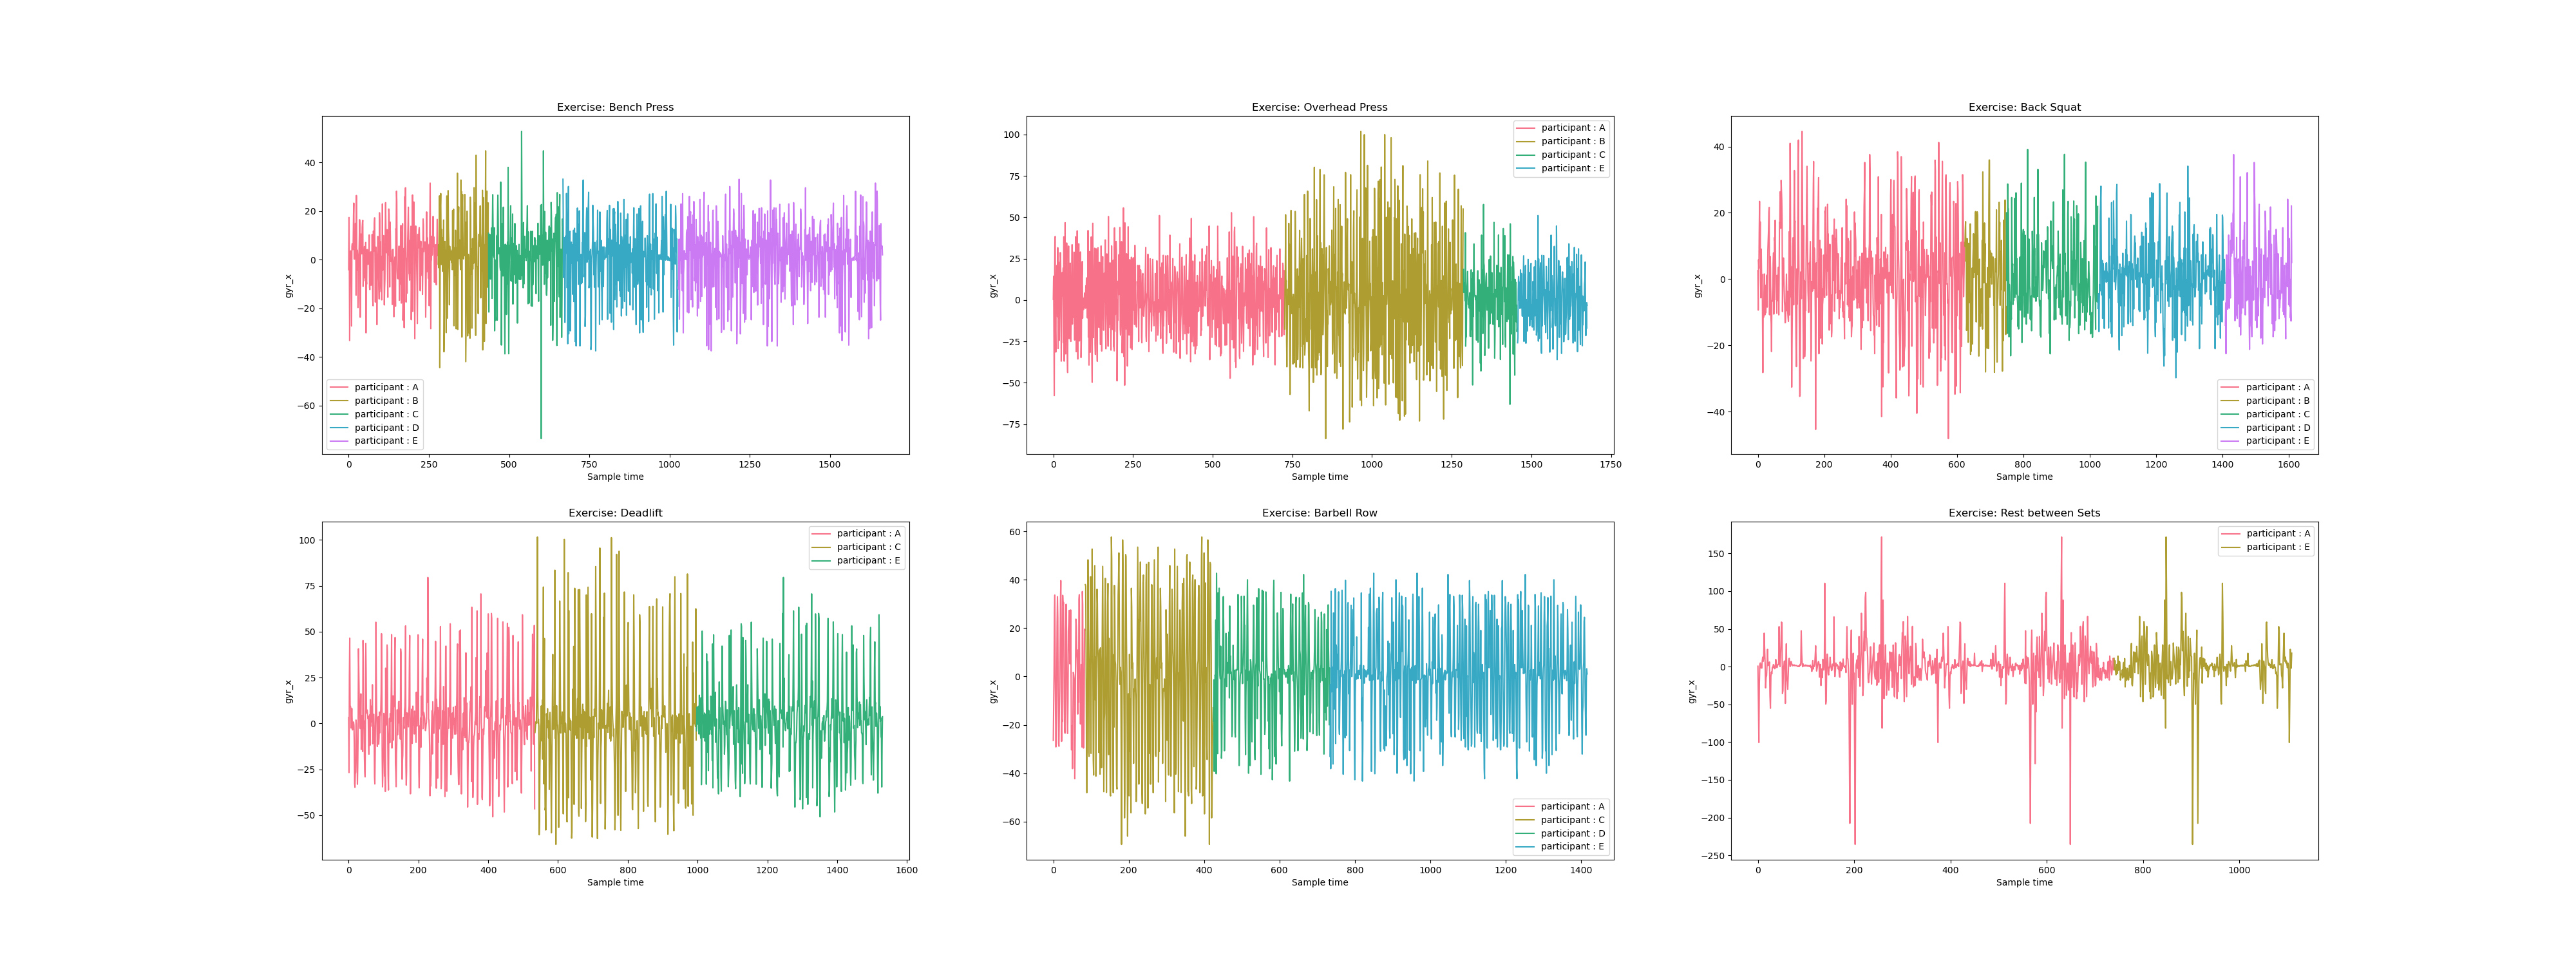 Exercise: Bench Press
gyr_x
40
20
0
−20
−40
−60
participant : A
participant : B
participant : C
participant : D
participant : E
0 250 500 750 1000 1250 1500
Sample time
Exercise: Overhead Press
gyr_x
100
75
50
25
0
−25
−50
−75
participant : A
participant : B
participant : C
participant : E
0 250 500 750 1000 1250 1500 1750
Sample time
Exercise: Back Squat
gyr_x
40
20
0
−20
−40
participant : A
participant : B
participant : C
participant : D
participant : E
0 200 400 600 800 1000 1200 1400 1600
Sample time
Exercise: Deadlift
gyr_x
100
75
50
25
0
−25
−50
participant : A
participant : C
participant : E
0 200 400 600 800 1000 1200 1400 1600
Sample time
Exercise: Barbell Row
gyr_x
60
40
20
0
−20
−40
−60
participant : A
participant : C
participant : D
participant : E
0 200 400 600 800 1000 1200 1400
Sample time
Exercise: Rest between Sets
gyr_x
150
100
50
0
−50
−100
−150
−200
−250
participant : A
participant : E
0 200 400 600 800 1000
Sample time